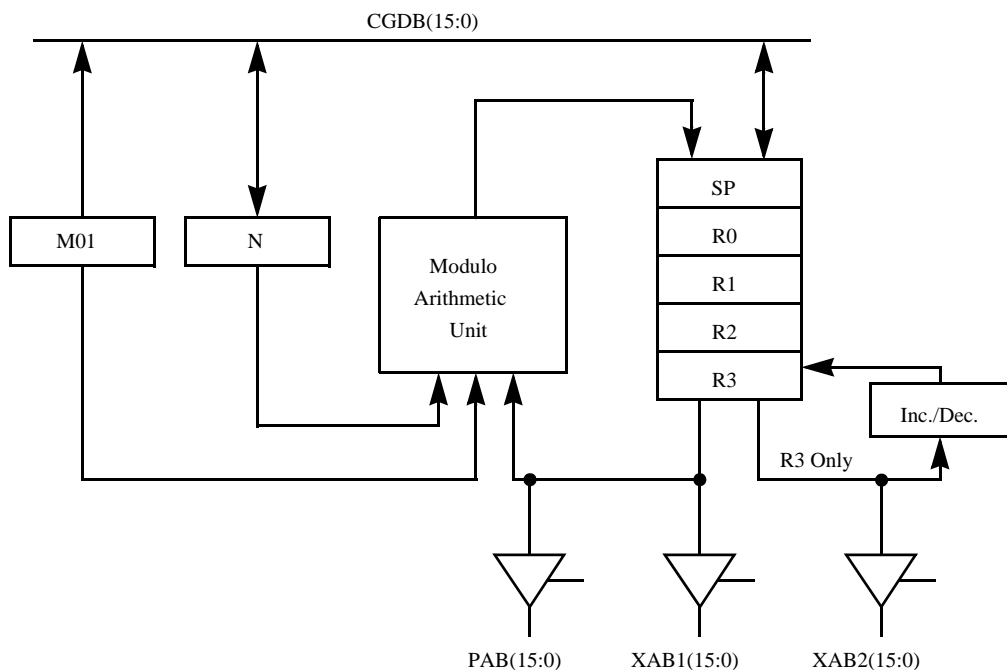 CGDB(15:0)
M01
N
Modulo
Arithmetic
Unit
SP
R0
R1
R2
R3
Inc./Dec.
R3 Only
PAB(15:0)
XAB1(15:0)
XAB2(15:0)